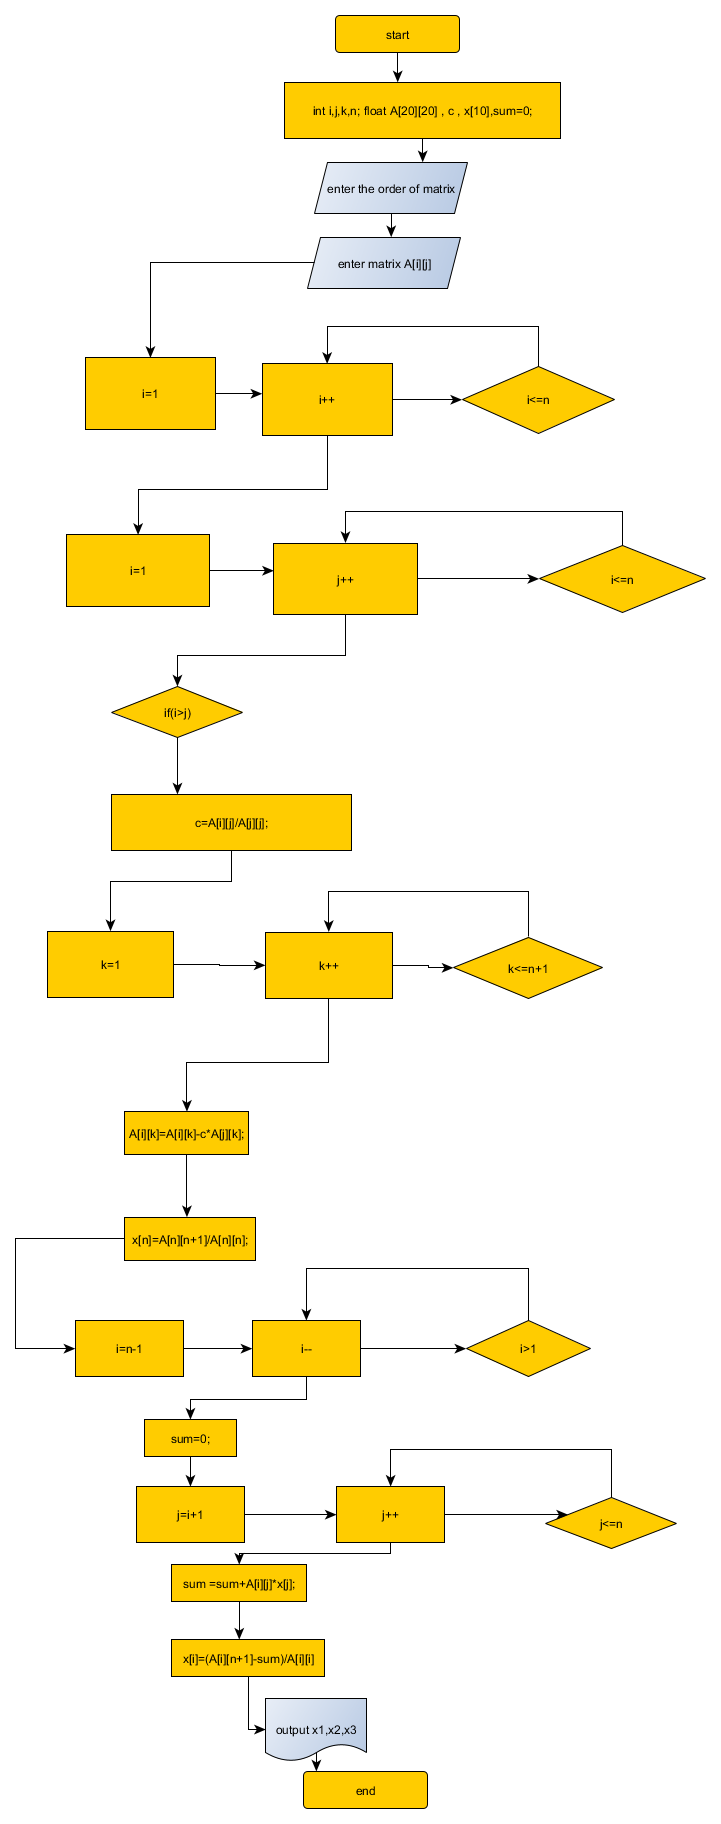 start
int i,j,k,n; float A[20][20] , c , x[10],sum=0;
enter the order of matrix
enter matrix A[i][j]
i=1
i++
i<=n
i=1
j++
i<=n
if(i>j)
c=A[i][j]/A[j][j];
k=1
k++
k<=n+1
A[i][k]=A[i][k]-c*A[j][k];
x[n]=A[n][n+1]/A[n][n];
i=n-1
i--
i>1
sum=0;
j=i+1
j++
j<=n
sum =sum+A[i][j]*x[j];
x[i]=(A[i][n+1]-sum)/A[i][i]
output x1,x2,x3
end